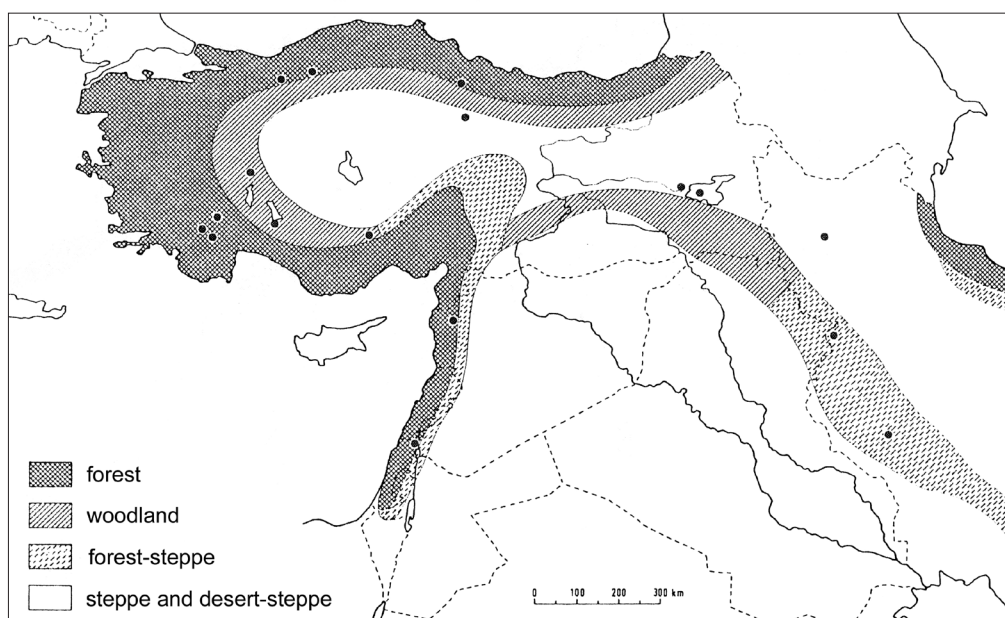 forest
woodland
forest-steppe
steppe and desert-steppe
0 100 200 300 km